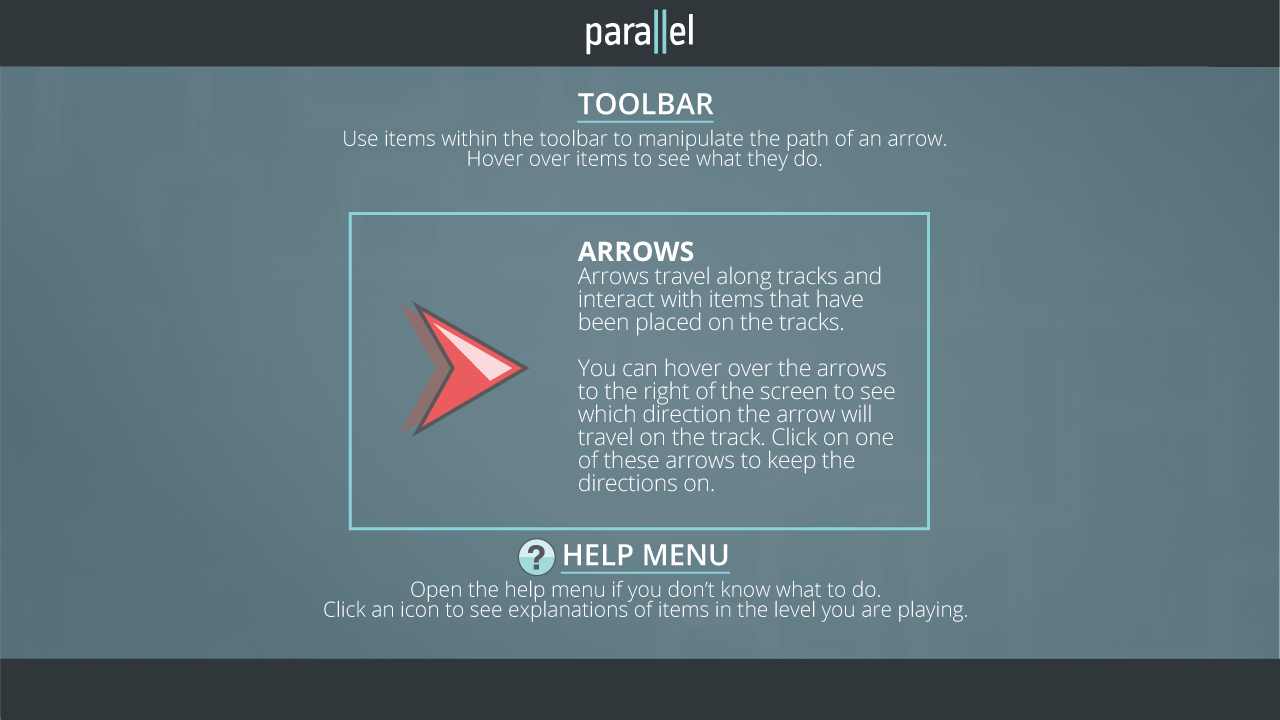 parallel
TOOLBAR
Use items within the toolbar to manipulate the path of an arrow.
Hover over items to see what they do.
ARROWS
Arrows travel along tracks and
interact with items that have
been placed on the tracks.
You can hover over the arrows
to the right of the screen to see
which direction the arrow will
travel on the track. Click on one
of these arrows to keep the
directions on.
? HELP MENU
Open the help menu if you don’t know what to do.
Click an icon to see explanations of items in the level you are playing.